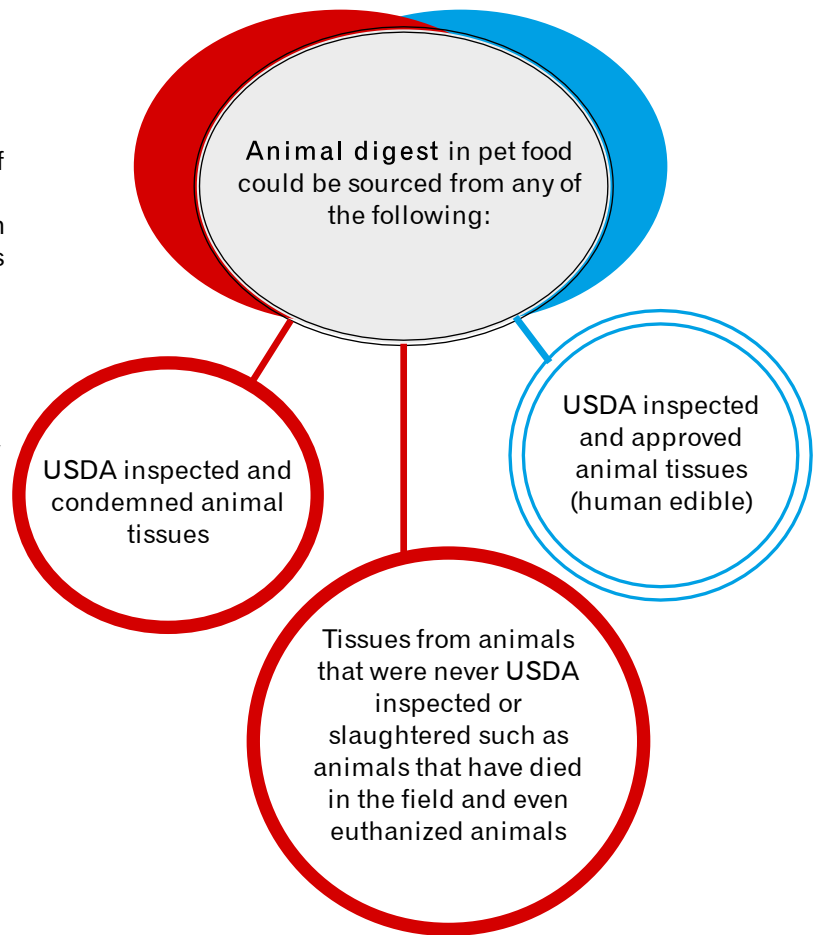 f
n
s
Animal digest in pet food
could be sourced from any of
the following:
USDA inspected and
condemned animal
tissues
USDA inspected
and approved
animal tissues
(human edible)
Tissues from animals
that were never USDA
inspected or
slaughtered such as
animals that have died
in the field and even
euthanized animals